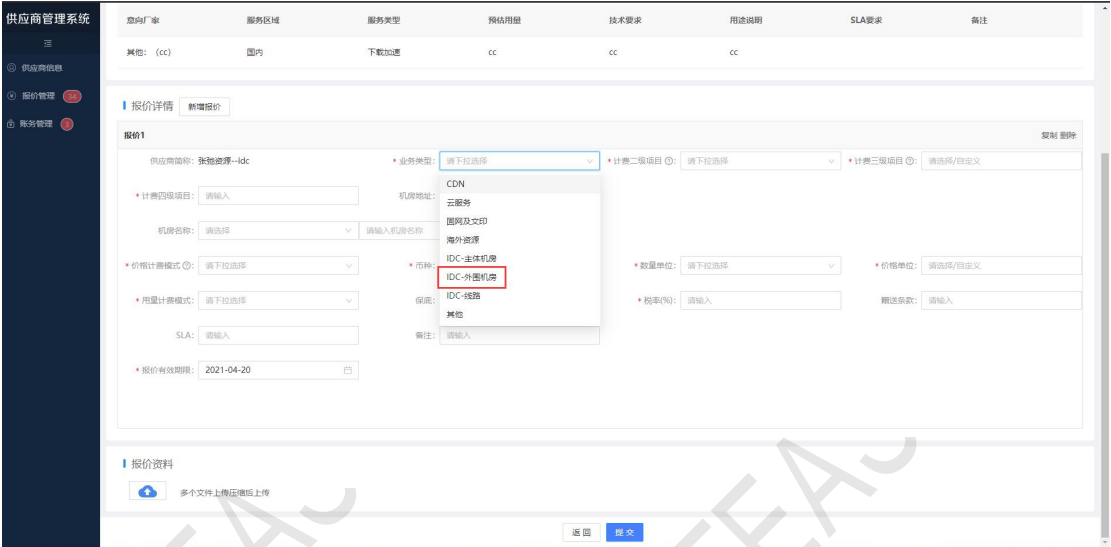 供应商管理系统
供应商信息
报价管理 34
账务管理 3
意向厂家 服务区域 服务类型 预估用量 技术要求 用途说明 SLA要求 备注
其他：（cc） 国内 下载加速 cc cc cc
报价详情 新增报价
报价1 复制 删除
供应商简称: 张弛资源--idc * 业务类型: 请下拉选择 * 计费二级项目 ?: 请下拉选择 * 计费三级项目 ?: 请选择/自定义
CDN
* 计费四级项目: 请输入 机房地址:
云服务
国网及文印
机房名称: 请选择 请输入机房名称
海外资源
IDC-主体机房
* 价格计费模式 ?: 请下拉选择 * 币种: * 数量单位: 请下拉选择 * 价格单位: 请选择/自定义
IDC-外围机房
IDC-线路
* 用量计费模式: 请下拉选择 保底: * 税率(%): 请输入 赠送条款: 请输入
其他
SLA: 请输入 备注: 请输入
* 报价有效期限: 2021-04-20
报价资料
多个文件上传压缩后上传
返 回 提 交